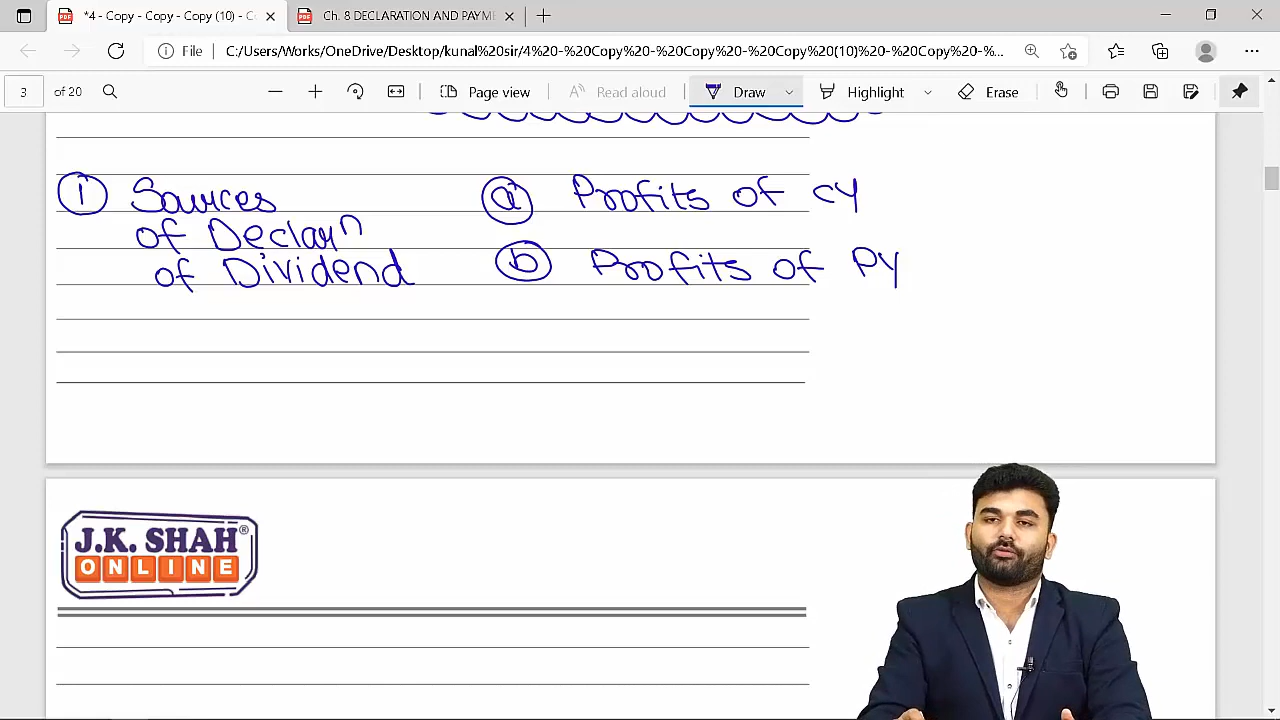 *4 - Copy - Copy - Copy (10) - C
Ch. 8 DECLARATION AND PAYME
File
C:/Users/Works/OneDrive/Desktop/kunal%20sir/4%20-%20Copy%20-%20Copy%20-%20Copy%20(10)%20-%20Copy%20-%...
3 of 20
Page view
Read aloud
Draw
Highlight
Erase
1 Sources of Declarn of Dividend
a Profits of CY
b Profits of PY
J.K. SHAH®
ONLINE